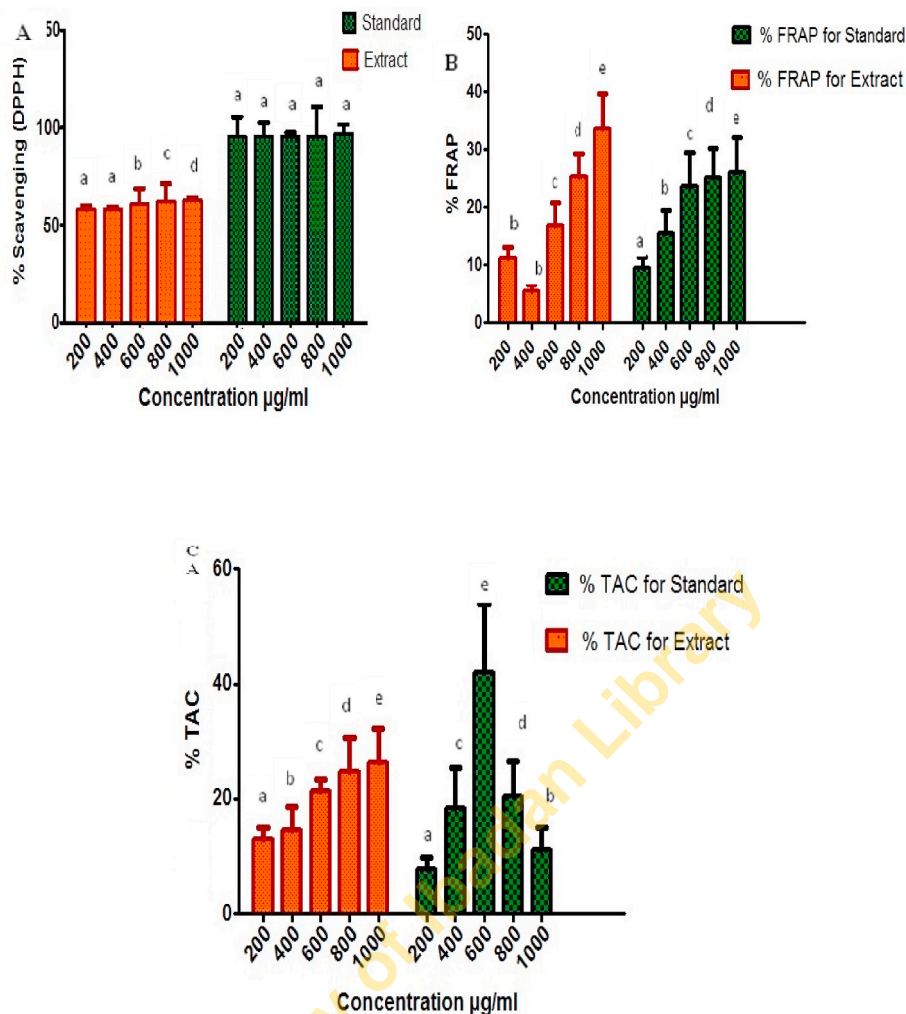 A
50
100
50
0
% Scavenging (DPPH)
Standard
Extract
a a b c d a a a a a
200 400 600 800 1000 200 400 600 800 1000
Concentration µg/ml
B
50
40
30
20
10
0
% FRAP
% FRAP for Standard
% FRAP for Extract
b b c d e a b c d e
200 400 600 800 1000 200 400 600 800 1000
Concentration µg/ml
C
A
60
40
20
0
% TAC
% TAC for Standard
% TAC for Extract
a b c d e a c e d b
200 400 600 800 1000 200 400 600 800 1000
Concentration µg/ml
y of Ibadan Library